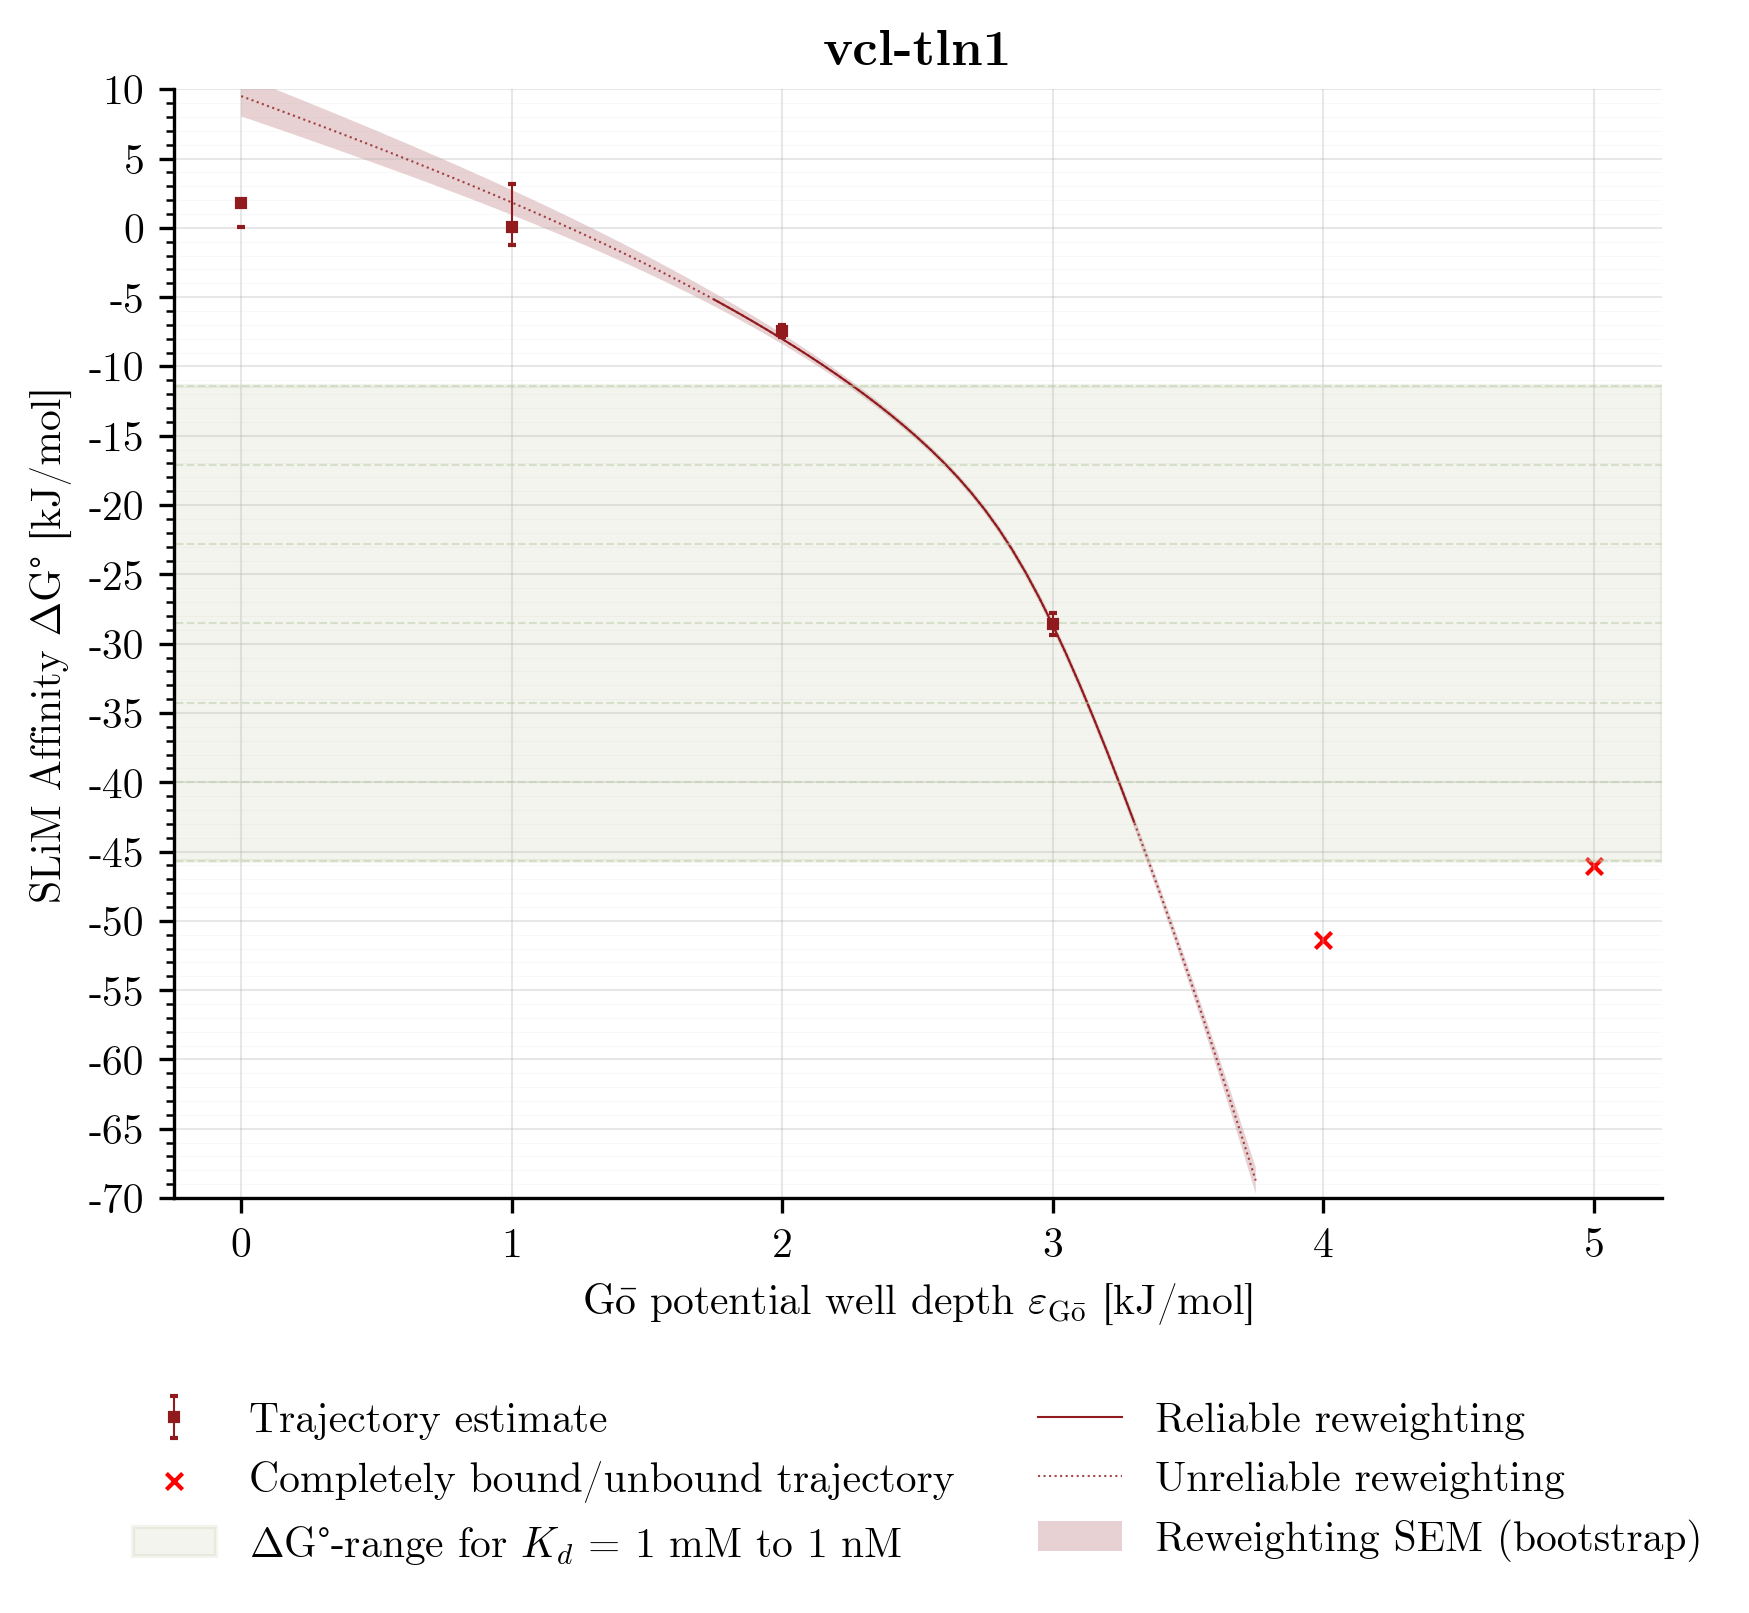 vcl-tln1
10
5
0
-5
-10
-15
-20
-25
-30
-35
-40
-45
-50
-55
-60
-65
-70
SLiM Affinity ΔG° [kJ/mol]
0 1 2 3 4 5
Gō potential well depth ε_Gō [kJ/mol]
Trajectory estimate
Completely bound/unbound trajectory
ΔG°-range for K_d = 1 mM to 1 nM
Reliable reweighting
Unreliable reweighting
Reweighting SEM (bootstrap)